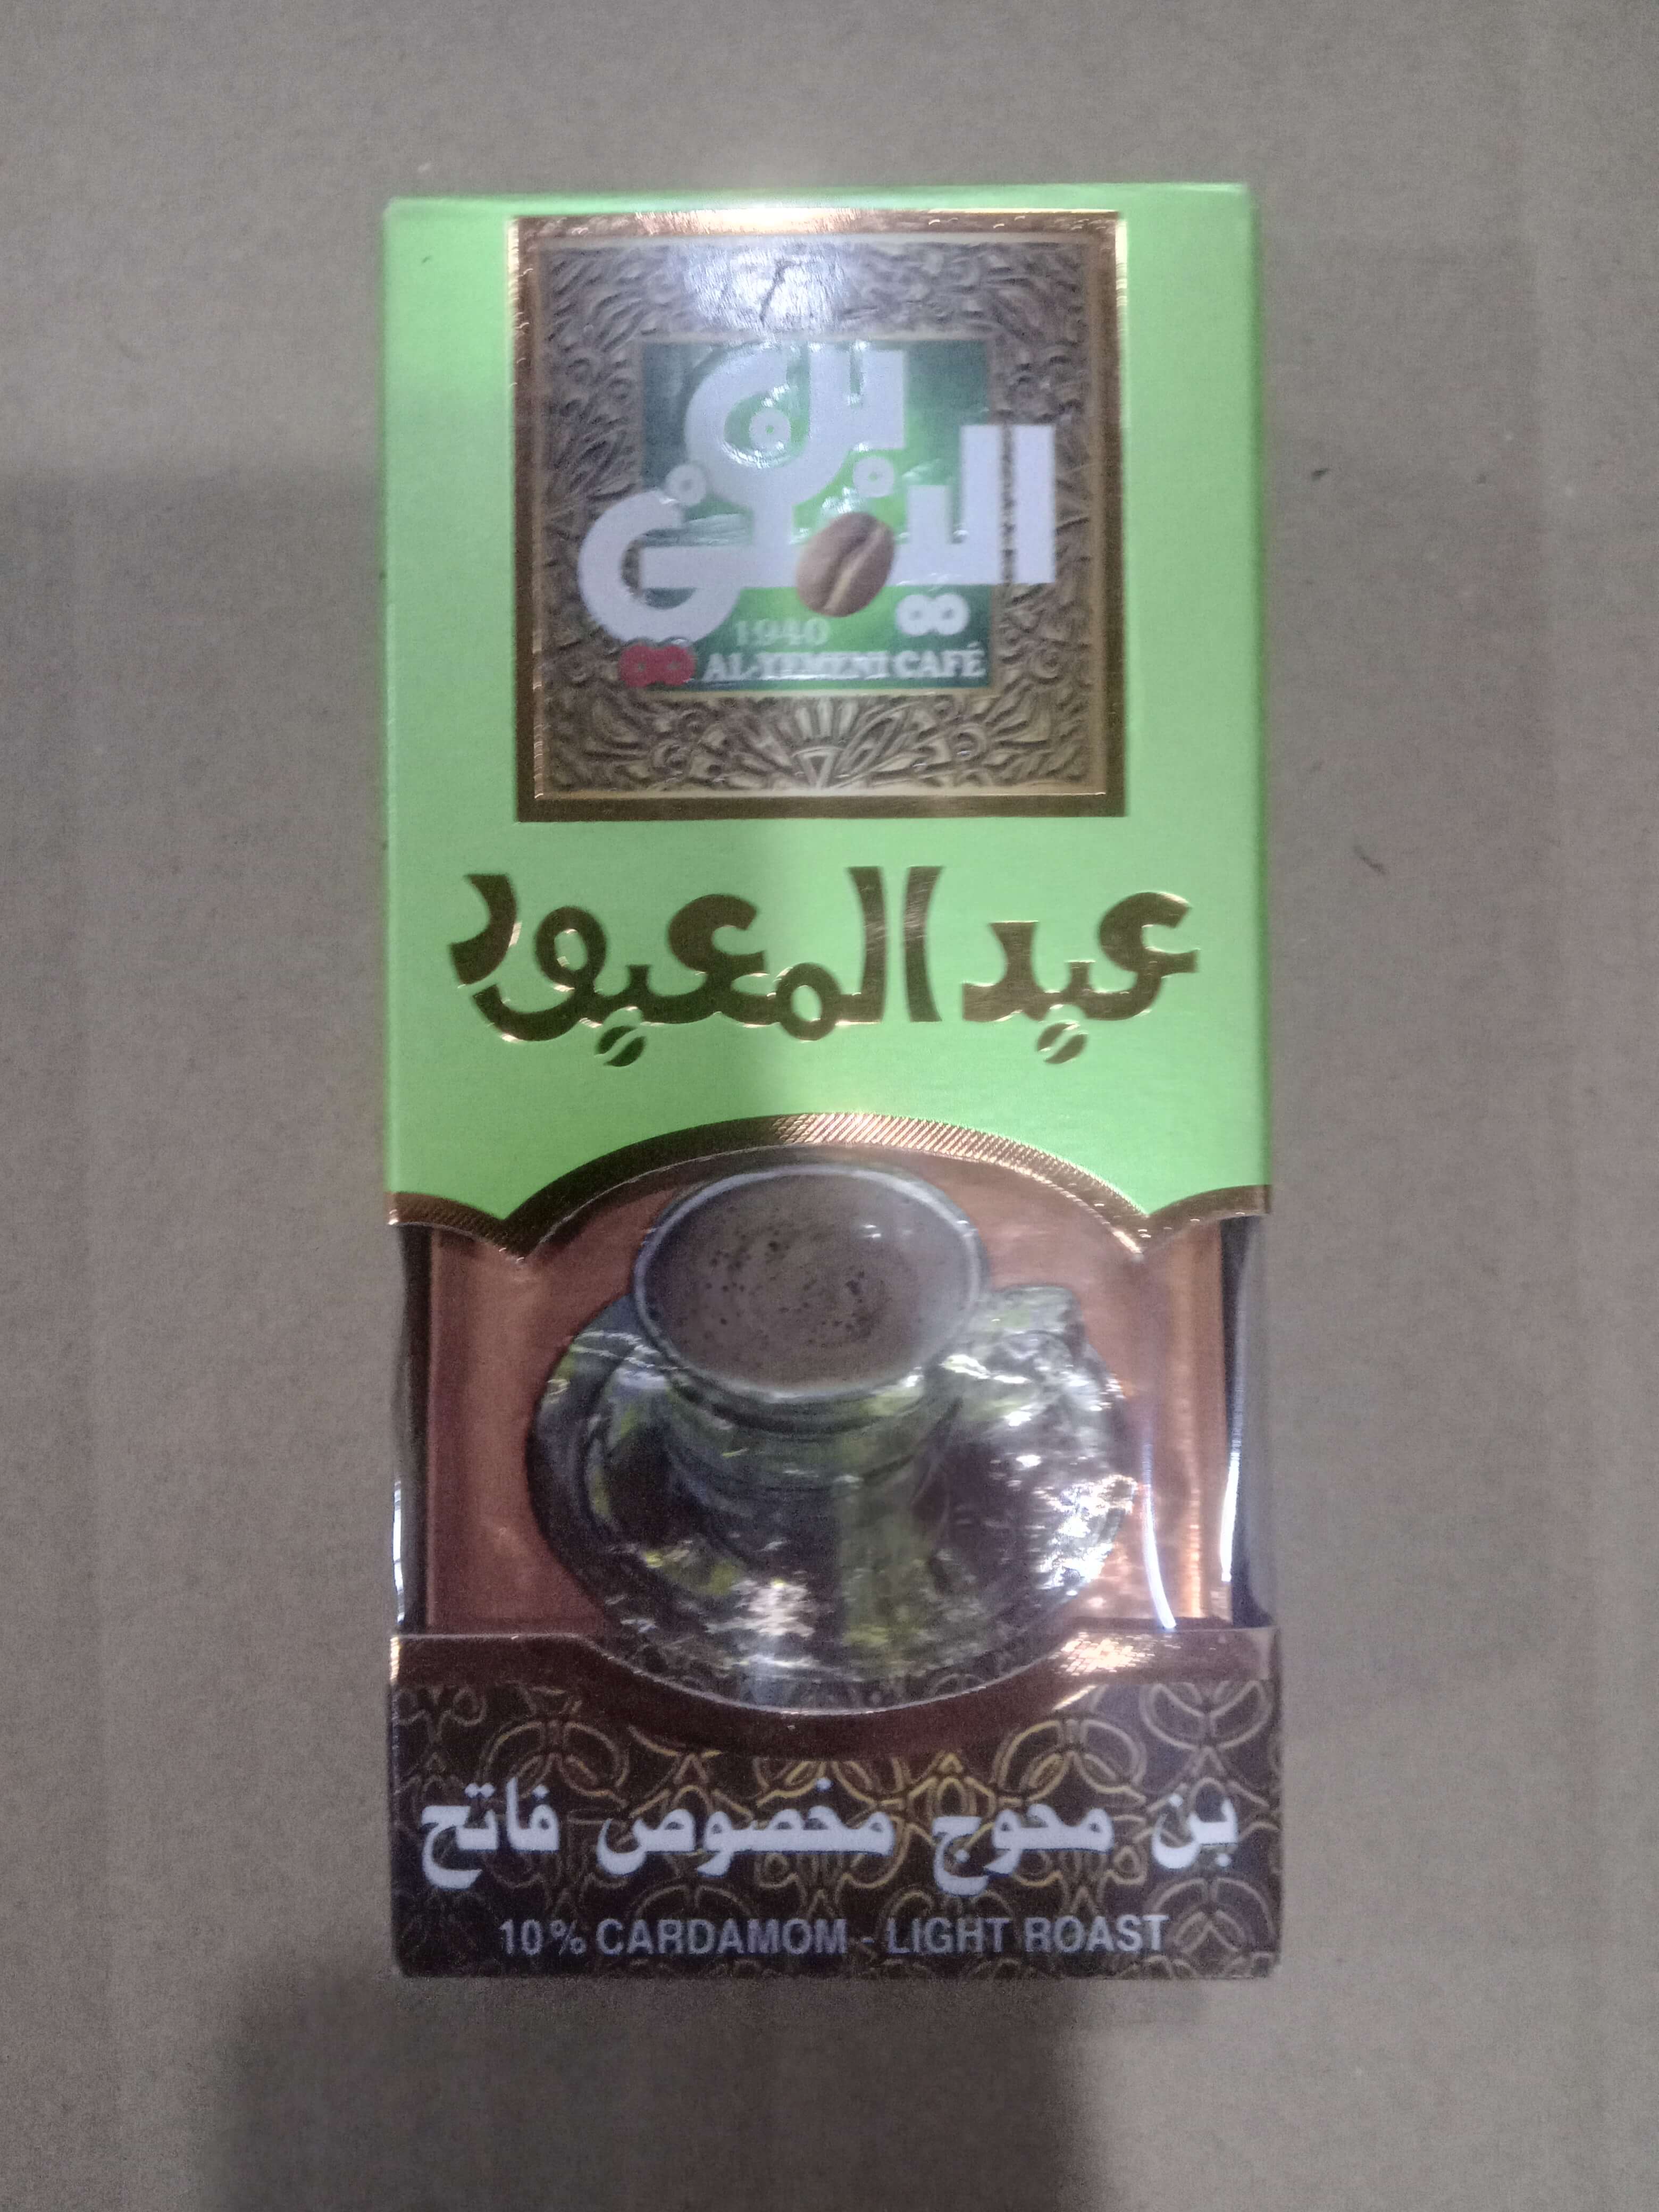 بن
اليمني
1940
AL-YEMENI CAFÉ
عبد المعبود
بن محوج مخصوص فاتح
10% CARDAMOM - LIGHT ROAST